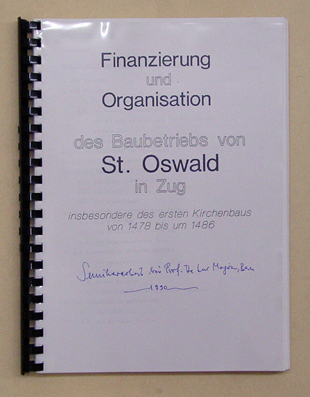 Finanzierung
und
Organisation
des Baubetriebs von
St. Oswald
in Zug
insbesondere des ersten Kirchenbaus
von 1478 bis um 1486
Seminararbeit bei Prof. Dr.
1990